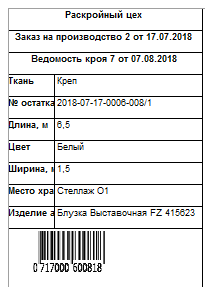 Раскройный цех
Заказ на производство 2 от 17.07.2018
Ведомость кроя 7 от 07.08.2018
Ткань Креп
№ остатка 2018-07-17-0006-008/1
Длина, м 6,5
Цвет Белый
Ширина, м 1,5
Место хра Стеллаж О1
Изделие а Блузка Выставочная FZ 415623
0 717000 600818